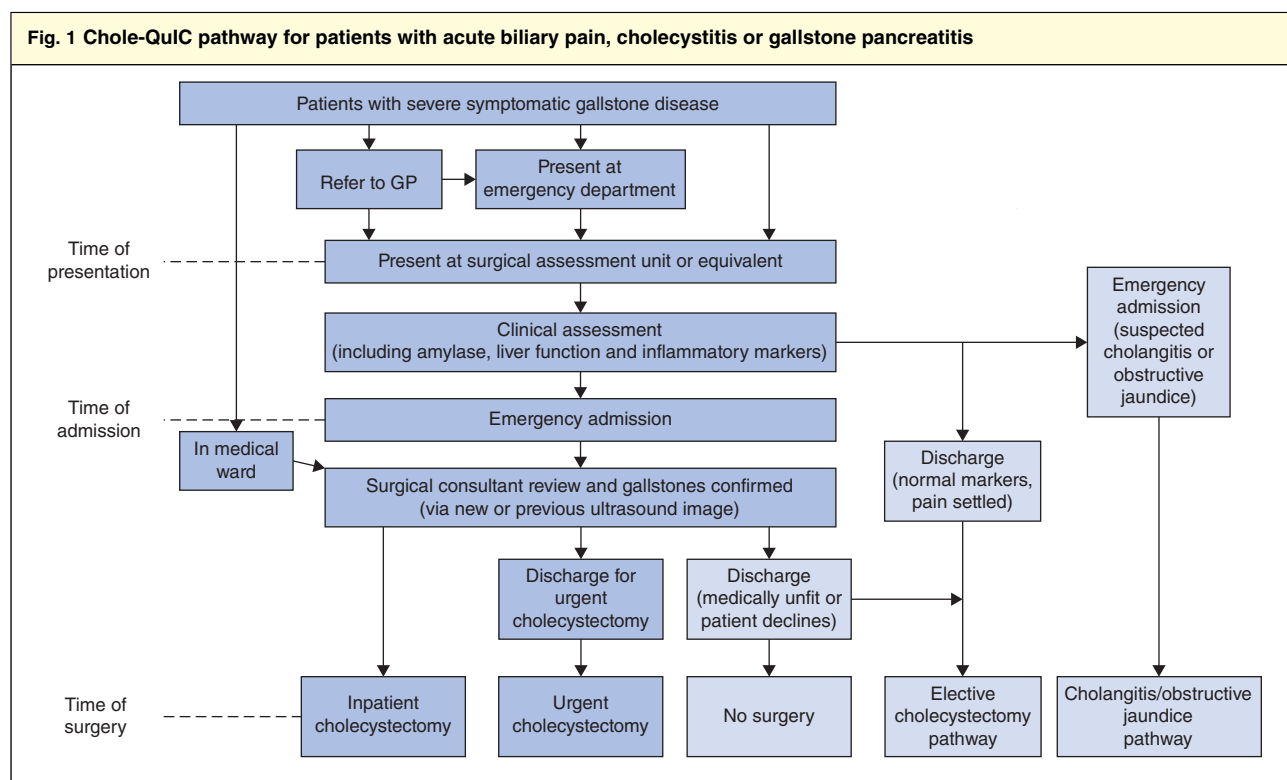 Fig. 1 Chole-QuIC pathway for patients with acute biliary pain, cholecystitis or gallstone pancreatitis
Patients with severe symptomatic gallstone disease
Refer to GP
Present at
emergency department
Time of
presentation
Present at surgical assessment unit or equivalent
Emergency
admission
(suspected
cholangitis or
obstructive
jaundice)
Clinical assessment
(including amylase, liver function and inflammatory markers)
Time of
admission
Emergency admission
In medical
ward
Discharge
(normal markers,
pain settled)
Surgical consultant review and gallstones confirmed
(via new or previous ultrasound image)
Discharge for
urgent
cholecystectomy
Discharge
(medically unfit or
patient declines)
Time of
surgery
Inpatient
cholecystectomy
Urgent
cholecystectomy
No surgery
Elective
cholecystectomy
pathway
Cholangitis/obstructive
jaundice
pathway